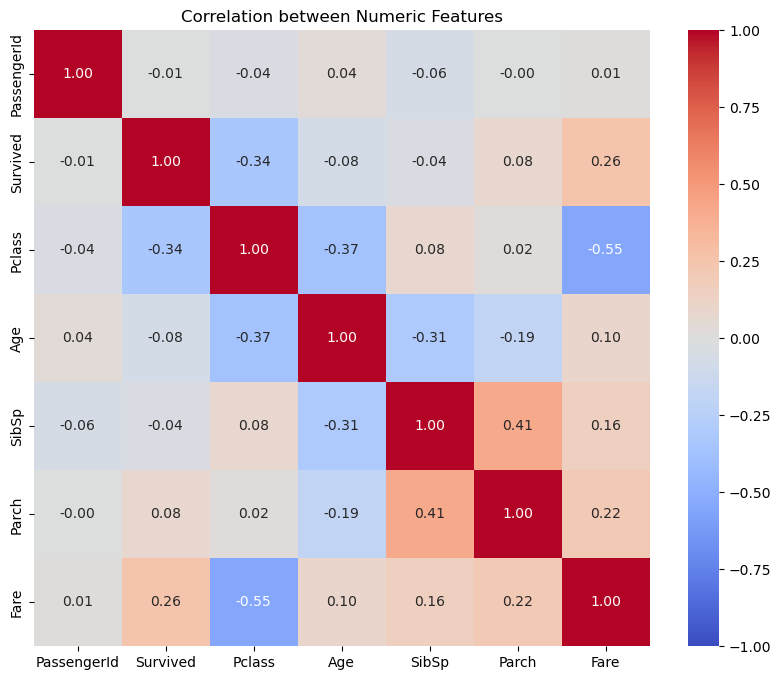 Correlation between Numeric Features
PassengerId 1.00 -0.01 -0.04 0.04 -0.06 -0.00 0.01
Survived -0.01 1.00 -0.34 -0.08 -0.04 0.08 0.26
Pclass -0.04 -0.34 1.00 -0.37 0.08 0.02 -0.55
Age 0.04 -0.08 -0.37 1.00 -0.31 -0.19 0.10
SibSp -0.06 -0.04 0.08 -0.31 1.00 0.41 0.16
Parch -0.00 0.08 0.02 -0.19 0.41 1.00 0.22
Fare 0.01 0.26 -0.55 0.10 0.16 0.22 1.00
PassengerId Survived Pclass Age SibSp Parch Fare
1.00
0.75
0.50
0.25
0.00
−0.25
−0.50
−0.75
−1.00